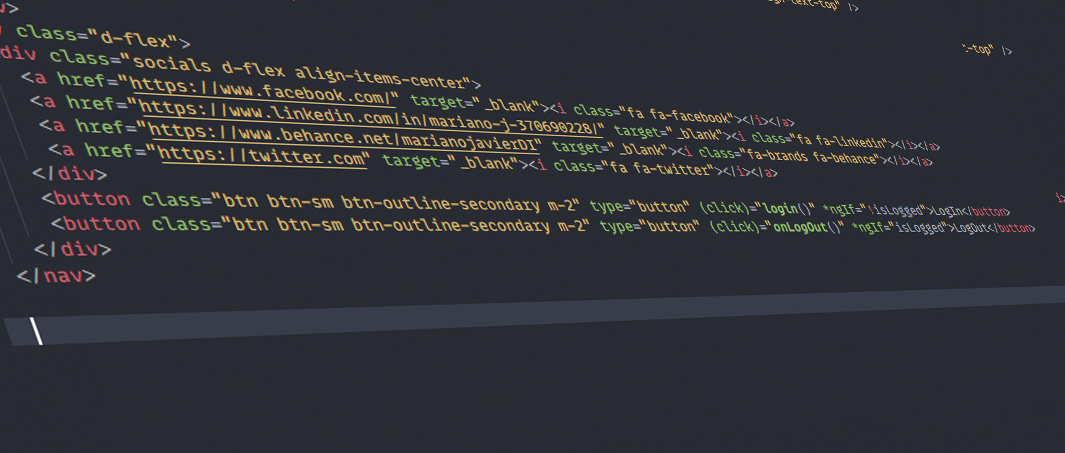 >
class="d-flex">
div class="socials d-flex align-items-center">
<a href="https://www.facebook.com/" target="_blank"><i class="fa fa-facebook"></i></a>
<a href="https://www.linkedin.com/in/mariano-j-370690228/" target="_blank"><i class="fa fa-linkedin"></i></a>
<a href="https://www.behance.net/marianojavierDI" target="_blank"><i class="fa-brands fa-behance"></i></a>
<a href="https://twitter.com" target="_blank"><i class="fa fa-twitter"></i></a>
</div>
<button class="btn btn-sm btn-outline-secondary m-2" type="button" (click)="login()" *ngIf="!isLogged">LogIn</button>
<button class="btn btn-sm btn-outline-secondary m-2" type="button" (click)="onLogOut()" *ngIf="isLogged">LogOut</button>
</div>
</nav>